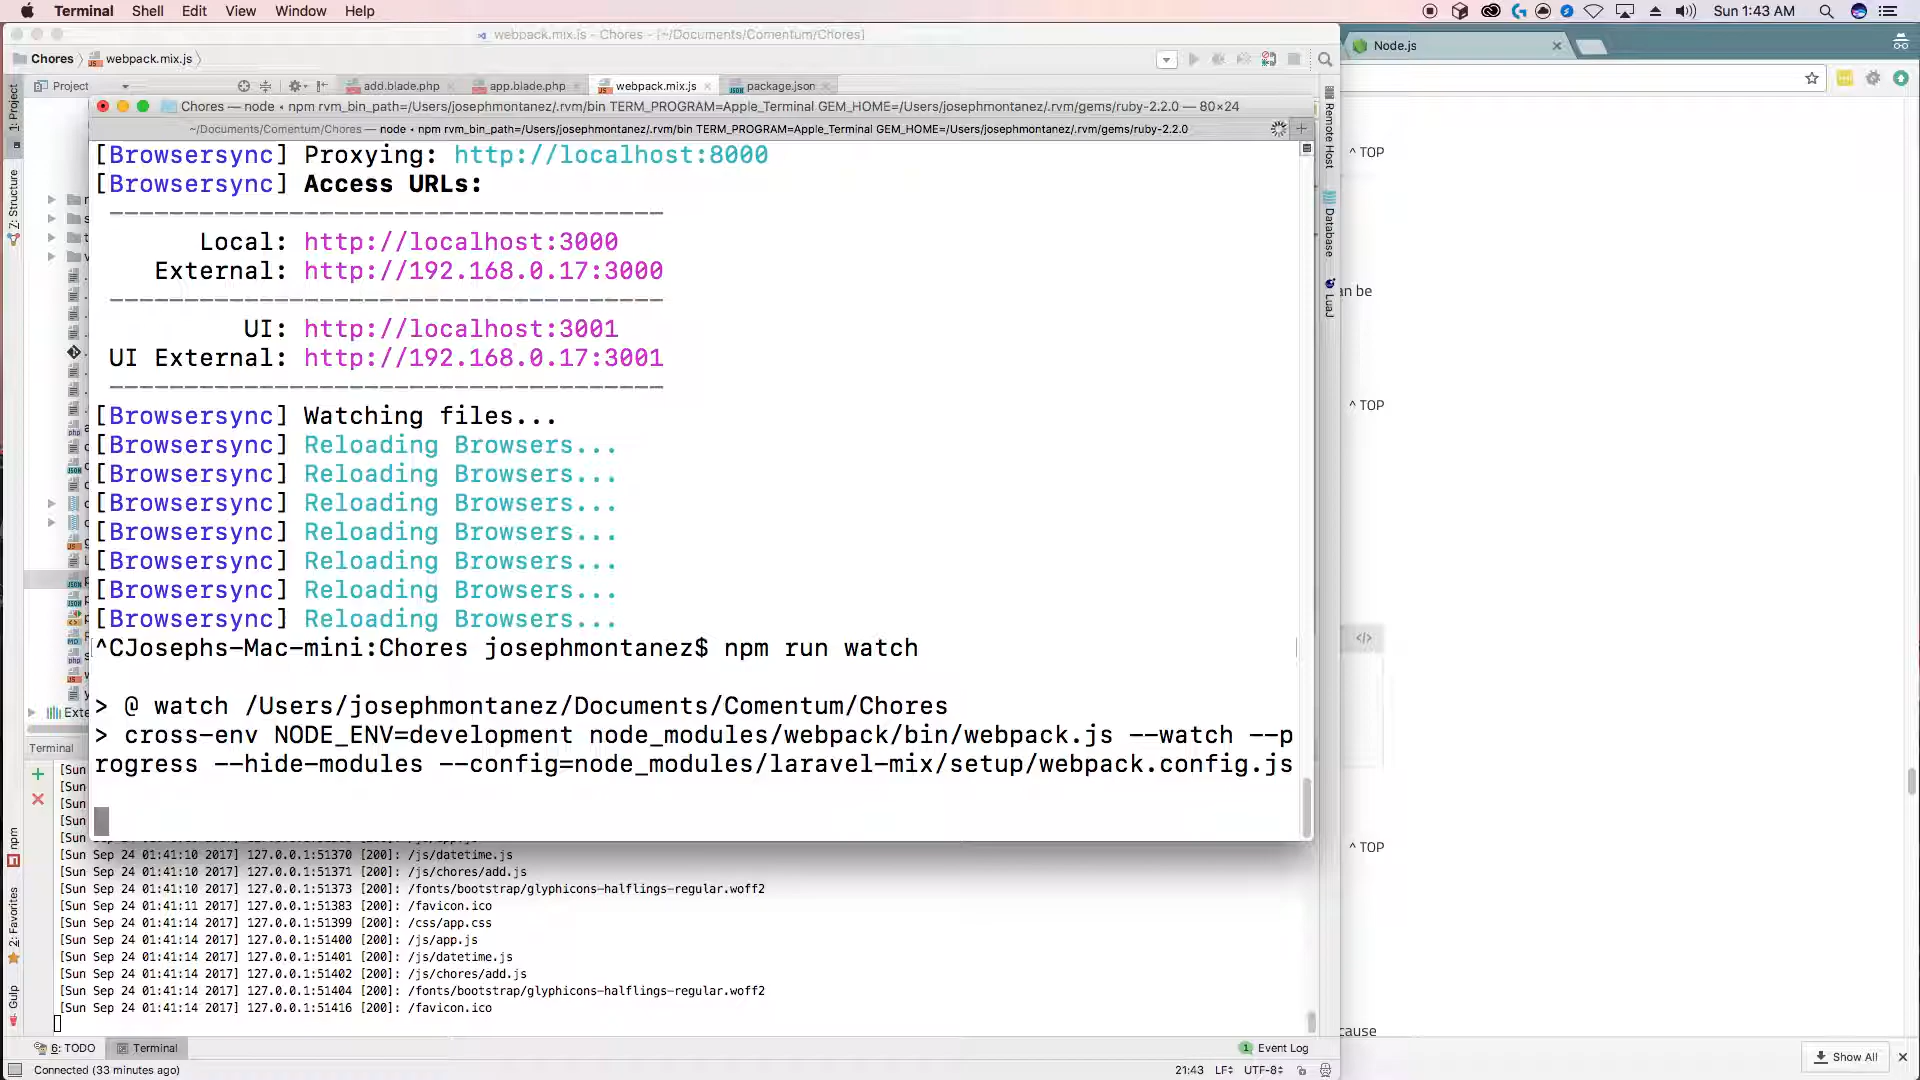 Terminal Shell Edit View Window Help Sun 1:43 AM
webpack.mix.js - Chores - [~/Documents/Comentum/Chores]
Node.js
Chores webpack.mix.js
Project add.blade.php app.blade.php webpack.mix.js package.json
Chores — node • npm rvm_bin_path=/Users/josephmontanez/.rvm/bin TERM_PROGRAM=Apple_Terminal GEM_HOME=/Users/josephmontanez/.rvm/gems/ruby-2.2.0 — 80×24
~/Documents/Comentum/Chores — node • npm rvm_bin_path=/Users/josephmontanez/.rvm/bin TERM_PROGRAM=Apple_Terminal GEM_HOME=/Users/josephmontanez/.rvm/gems/ruby-2.2.0
[Browsersync] Proxying: http://localhost:8000
[Browsersync] Access URLs:
-------------------------------------
Local: http://localhost:3000
External: http://192.168.0.17:3000
-------------------------------------
UI: http://localhost:3001
UI External: http://192.168.0.17:3001
-------------------------------------
[Browsersync] Watching files...
[Browsersync] Reloading Browsers...
[Browsersync] Reloading Browsers...
[Browsersync] Reloading Browsers...
[Browsersync] Reloading Browsers...
[Browsersync] Reloading Browsers...
[Browsersync] Reloading Browsers...
[Browsersync] Reloading Browsers...
^CJosephs-Mac-mini:Chores josephmontanez$ npm run watch
> @ watch /Users/josephmontanez/Documents/Comentum/Chores
> cross-env NODE_ENV=development node_modules/webpack/bin/webpack.js --watch --p
rogress --hide-modules --config=node_modules/laravel-mix/setup/webpack.config.js
1: Project
Z: Structure
npm
2: Favorites
Gulp
Remote Host
Database
LuaJ
^ TOP
an be
^ TOP
</>
^ TOP
cause
Exte
Terminal
[Sun
[Sun
[Sun
[Sun
[Sun
[Sun Sep 24 01:41:10 2017] 127.0.0.1:51370 [200]: /js/datetime.js
[Sun Sep 24 01:41:10 2017] 127.0.0.1:51371 [200]: /js/chores/add.js
[Sun Sep 24 01:41:10 2017] 127.0.0.1:51373 [200]: /fonts/bootstrap/glyphicons-halflings-regular.woff2
[Sun Sep 24 01:41:11 2017] 127.0.0.1:51383 [200]: /favicon.ico
[Sun Sep 24 01:41:14 2017] 127.0.0.1:51399 [200]: /css/app.css
[Sun Sep 24 01:41:14 2017] 127.0.0.1:51400 [200]: /js/app.js
[Sun Sep 24 01:41:14 2017] 127.0.0.1:51401 [200]: /js/datetime.js
[Sun Sep 24 01:41:14 2017] 127.0.0.1:51402 [200]: /js/chores/add.js
[Sun Sep 24 01:41:14 2017] 127.0.0.1:51404 [200]: /fonts/bootstrap/glyphicons-halflings-regular.woff2
[Sun Sep 24 01:41:14 2017] 127.0.0.1:51416 [200]: /favicon.ico
6: TODO Terminal 1 Event Log
Show All
Connected (33 minutes ago) 21:43 LF UTF-8